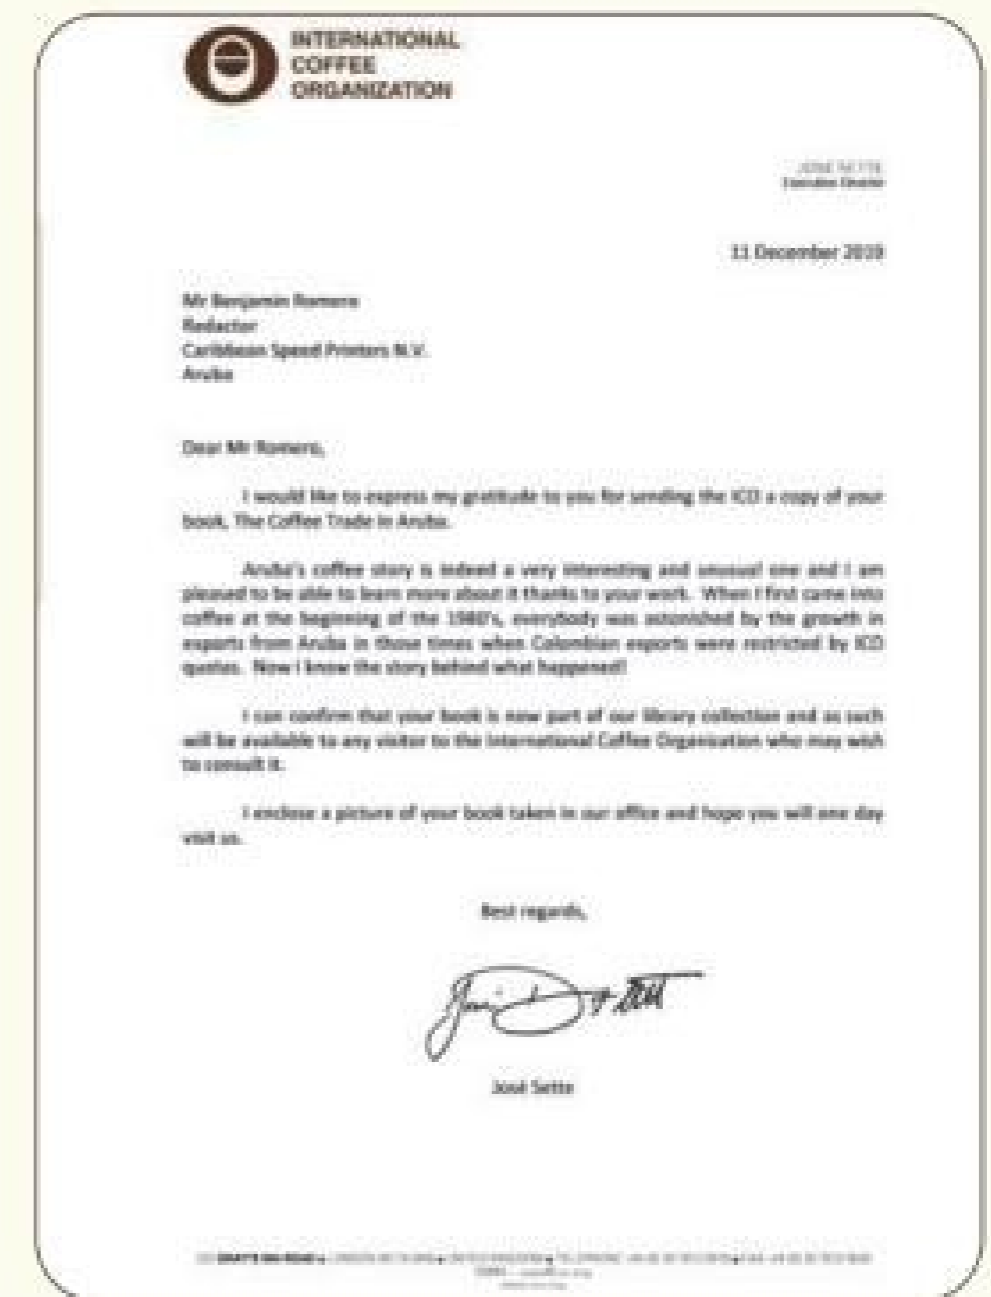 INTERNATIONAL
COFFEE
ORGANIZATION
JOSÉ SETTE
Executive Director
11 December 2019
Mr Benjamin Romero
Redactor
Caribbean Speed Printers N.V.
Aruba
Dear Mr Romero,
I would like to express my gratitude to you for sending the ICO a copy of your
book, The Coffee Trade in Aruba.
Aruba's coffee story is indeed a very interesting and unusual one and I am
pleased to be able to learn more about it thanks to your work. When I first came into
coffee at the beginning of the 1980's, everybody was astonished by the growth in
exports from Aruba in those times when Colombian exports were restricted by ICO
quotas. Now I know the story behind what happened!
I can confirm that your book is now part of our library collection and as such
will be available to any visitor to the International Coffee Organization who may wish
to consult it.
I enclose a picture of your book taken in our office and hope you will one day
visit us.
Best regards,
José Sette